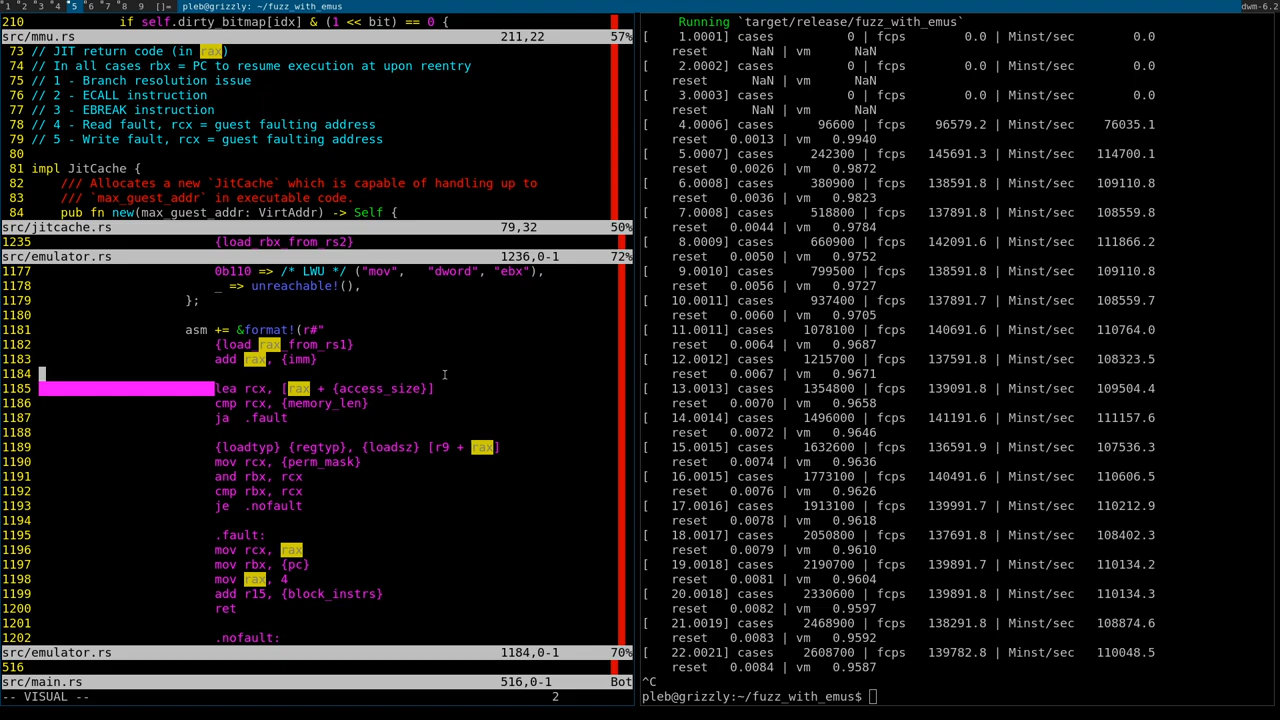 1 2 3 4 5 6 7 8 9 []= pleb@grizzly: ~/fuzz_with_emus dwm-6.2
210             if self.dirty_bitmap[idx] & (1 << bit) == 0 {
src/mmu.rs 211,22 57%
73 // JIT return code (in rax)
74 // In all cases rbx = PC to resume execution at upon reentry
75 // 1 - Branch resolution issue
76 // 2 - ECALL instruction
77 // 3 - EBREAK instruction
78 // 4 - Read fault, rcx = guest faulting address
79 // 5 - Write fault, rcx = guest faulting address
80
81 impl JitCache {
82     /// Allocates a new `JitCache` which is capable of handling up to
83     /// `max_guest_addr` in executable code.
84     pub fn new(max_guest_addr: VirtAddr) -> Self {
src/jitcache.rs 79,32 50%
1235                         {load_rbx_from_rs2}
src/emulator.rs 1236,0-1 72%
1177                         0b110 => /* LWU */ ("mov",   "dword", "ebx"),
1178                         _ => unreachable!(),
1179                     };
1180
1181                     asm += &format!(r#"
1182                         {load_rax_from_rs1}
1183                         add rax, {imm}
1184
1185                         lea rcx, [rax + {access_size}]
1186                         cmp rcx, {memory_len}
1187                         ja  .fault
1188
1189                         {loadtyp} {regtyp}, {loadsz} [r9 + rax]
1190                         mov rcx, {perm_mask}
1191                         and rbx, rcx
1192                         cmp rbx, rcx
1193                         je  .nofault
1194
1195                         .fault:
1196                         mov rcx, rax
1197                         mov rbx, {pc}
1198                         mov rax, 4
1199                         add r15, {block_instrs}
1200                         ret
1201
1202                         .nofault:
src/emulator.rs 1184,0-1 70%
516
src/main.rs 516,0-1 Bot
-- VISUAL -- 2
Running `target/release/fuzz_with_emus`
[    1.0001] cases          0 | fcps        0.0 | Minst/sec        0.0
reset     NaN | vm    NaN
[    2.0002] cases          0 | fcps        0.0 | Minst/sec        0.0
reset     NaN | vm    NaN
[    3.0003] cases          0 | fcps        0.0 | Minst/sec        0.0
reset     NaN | vm    NaN
[    4.0006] cases      96600 | fcps    96579.2 | Minst/sec    76035.1
reset  0.0013 | vm 0.9940
[    5.0007] cases     242300 | fcps   145691.3 | Minst/sec   114700.1
reset  0.0026 | vm 0.9872
[    6.0008] cases     380900 | fcps   138591.8 | Minst/sec   109110.8
reset  0.0036 | vm 0.9823
[    7.0008] cases     518800 | fcps   137891.8 | Minst/sec   108559.8
reset  0.0044 | vm 0.9784
[    8.0009] cases     660900 | fcps   142091.6 | Minst/sec   111866.2
reset  0.0050 | vm 0.9752
[    9.0010] cases     799500 | fcps   138591.8 | Minst/sec   109110.8
reset  0.0056 | vm 0.9727
[   10.0011] cases     937400 | fcps   137891.7 | Minst/sec   108559.7
reset  0.0060 | vm 0.9705
[   11.0011] cases    1078100 | fcps   140691.6 | Minst/sec   110764.0
reset  0.0064 | vm 0.9687
[   12.0012] cases    1215700 | fcps   137591.8 | Minst/sec   108323.5
reset  0.0067 | vm 0.9671
[   13.0013] cases    1354800 | fcps   139091.8 | Minst/sec   109504.4
reset  0.0070 | vm 0.9658
[   14.0014] cases    1496000 | fcps   141191.6 | Minst/sec   111157.6
reset  0.0072 | vm 0.9646
[   15.0015] cases    1632600 | fcps   136591.9 | Minst/sec   107536.3
reset  0.0074 | vm 0.9636
[   16.0015] cases    1773100 | fcps   140491.6 | Minst/sec   110606.5
reset  0.0076 | vm 0.9626
[   17.0016] cases    1913100 | fcps   139991.7 | Minst/sec   110212.9
reset  0.0078 | vm 0.9618
[   18.0017] cases    2050800 | fcps   137691.8 | Minst/sec   108402.3
reset  0.0079 | vm 0.9610
[   19.0018] cases    2190700 | fcps   139891.7 | Minst/sec   110134.2
reset  0.0081 | vm 0.9604
[   20.0018] cases    2330600 | fcps   139891.8 | Minst/sec   110134.3
reset  0.0082 | vm 0.9597
[   21.0019] cases    2468900 | fcps   138291.8 | Minst/sec   108874.6
reset  0.0083 | vm 0.9592
[   22.0021] cases    2608700 | fcps   139782.8 | Minst/sec   110048.5
reset  0.0084 | vm 0.9587
^C
pleb@grizzly:~/fuzz_with_emus$